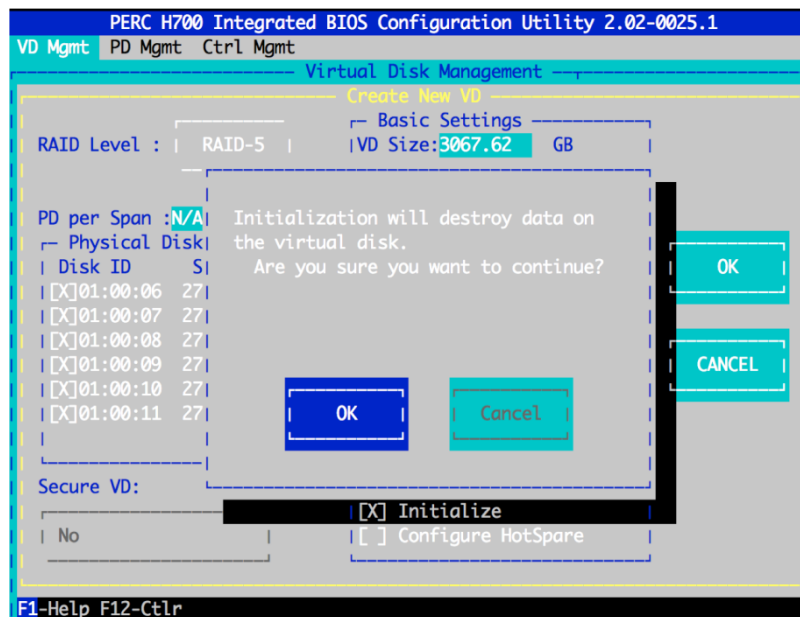 PERC H700 Integrated BIOS Configuration Utility 2.02-0025.1
VD Mgmt PD Mgmt Ctrl Mgmt
Virtual Disk Management
Create New VD
Basic Settings
RAID Level : RAID-5 VD Size:3067.62 GB
PD per Span :N/A Initialization will destroy data on
Physical Disk the virtual disk.
Disk ID S Are you sure you want to continue? OK
[X]01:00:06 27
[X]01:00:07 27
[X]01:00:08 27
[X]01:00:09 27 CANCEL
[X]01:00:10 27
[X]01:00:11 27 OK Cancel
Secure VD:
[X] Initialize
No [ ] Configure HotSpare
F1-Help F12-Ctlr